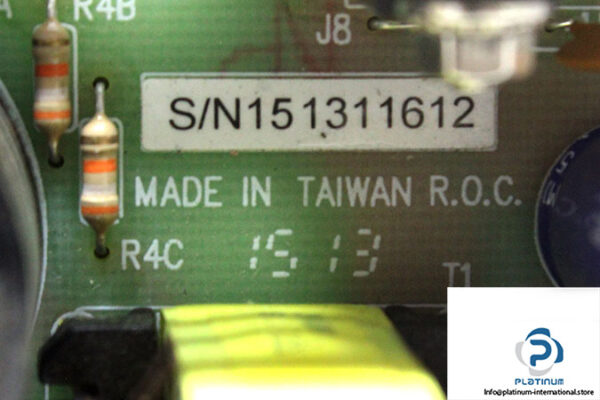 R4B
J8
S/N151311612
MADE IN TAIWAN R.O.C.
R4C 1513
T1
PLATINUM
Info@platinum-international.store